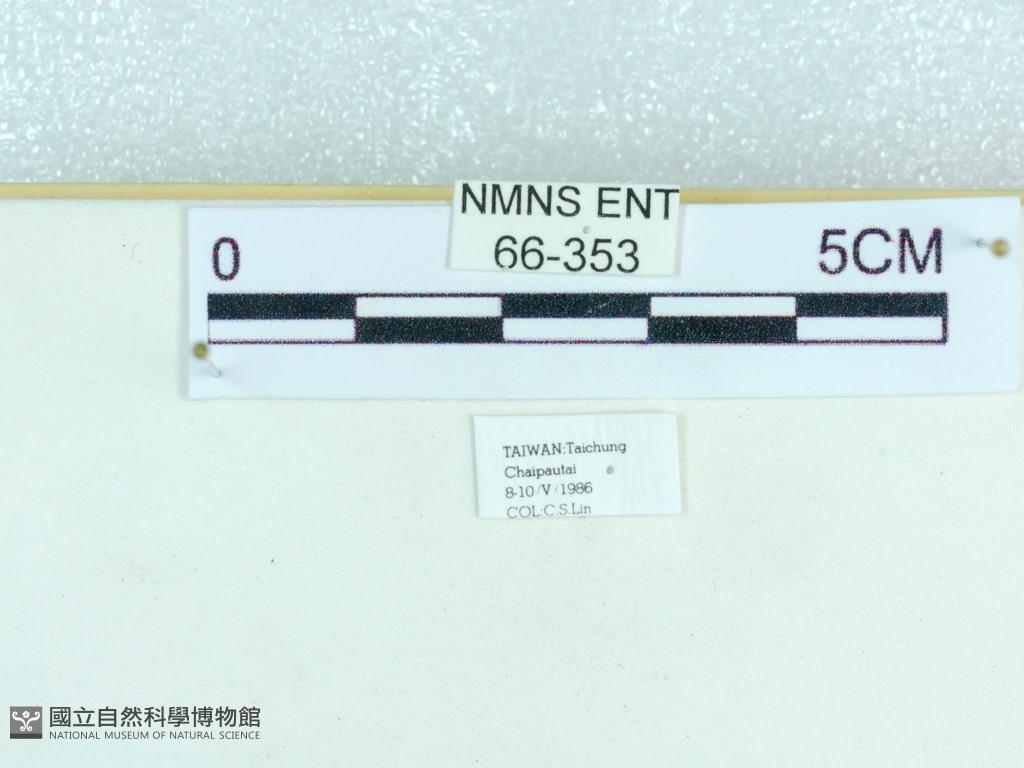 NMNS ENT
66-353
0
5CM
TAIWAN:Taichung
Chaipautai
8-10/V/1986
COL:C.S.Lin
國立自然科學博物館
NATIONAL MUSEUM OF NATURAL SCIENCE